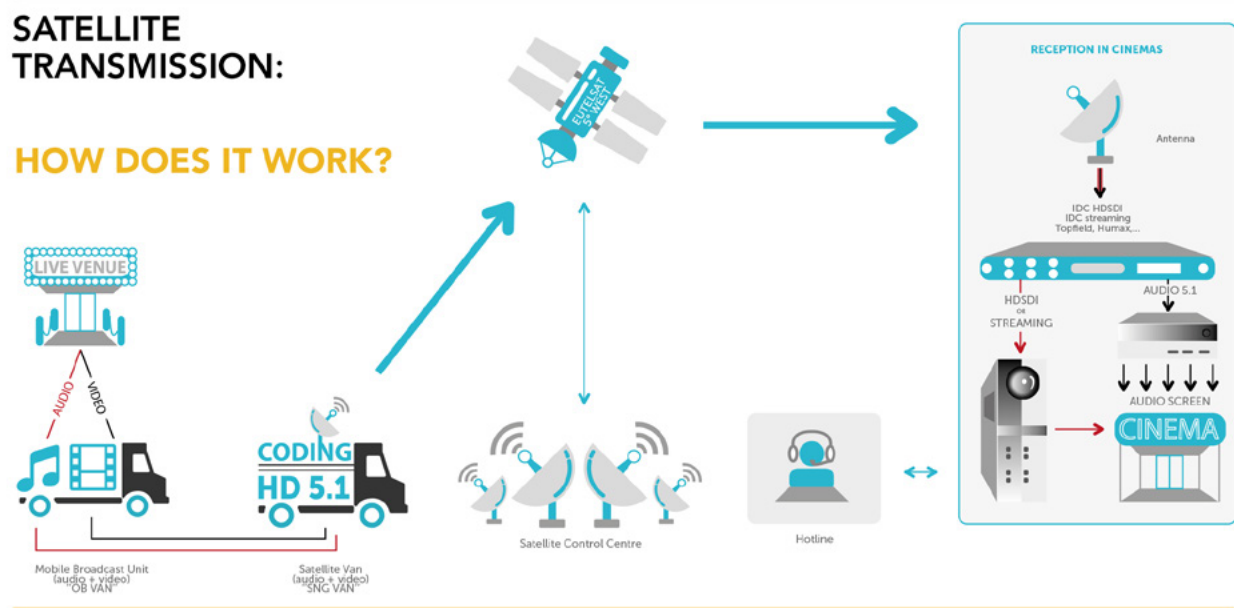 SATELLITE
TRANSMISSION:
HOW DOES IT WORK?
LIVE VENUE
AUDIO
VIDEO
CODING
HD 5.1
Mobile Broadcast Unit
(audio + video)
"OB VAN"
Satellite Van
(audio + video)
"SNG VAN"
EUTELSAT
5° WEST
Satellite Control Centre
Hotline
RECEPTION IN CINEMAS
Antenna
IDC HDSDI
IDC streaming
Topfield, Humax,...
HDSDI
OR
STREAMING
AUDIO 5.1
AUDIO SCREEN
CINEMA